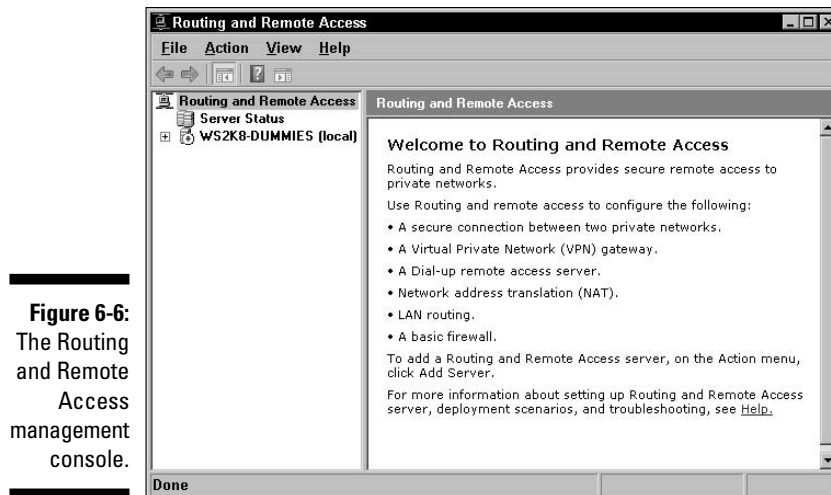 Routing and Remote Access
File Action View Help
Routing and Remote Access
Server Status
WS2K8-DUMMIES (local)
Routing and Remote Access
Welcome to Routing and Remote Access
Routing and Remote Access provides secure remote access to
private networks.
Use Routing and remote access to configure the following:
• A secure connection between two private networks.
• A Virtual Private Network (VPN) gateway.
• A Dial-up remote access server.
• Network address translation (NAT).
• LAN routing.
• A basic firewall.
To add a Routing and Remote Access server, on the Action menu,
click Add Server.
For more information about setting up Routing and Remote Access
server, deployment scenarios, and troubleshooting, see Help.
Done
Figure 6-6:
The Routing
and Remote
Access
management
console.